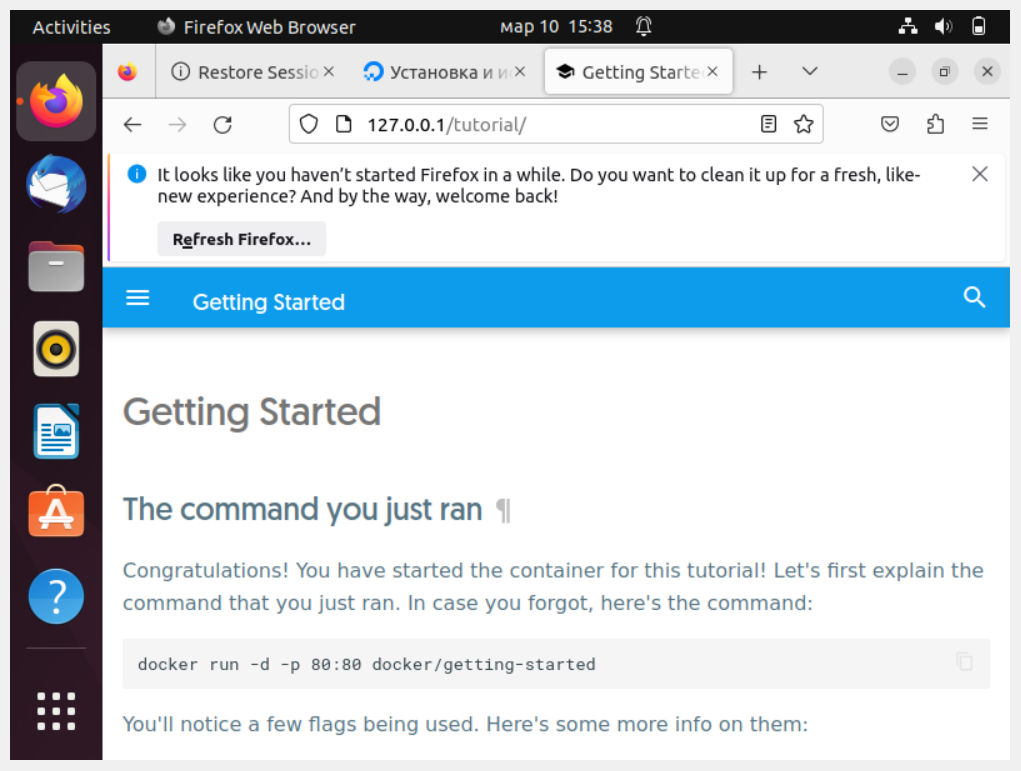 Activities Firefox Web Browser мар 10 15:38
Restore Sessio Установка и и Getting Starte
127.0.0.1/tutorial/
It looks like you haven't started Firefox in a while. Do you want to clean it up for a fresh, like-
new experience? And by the way, welcome back!
Refresh Firefox...
Getting Started
Getting Started
The command you just ran ¶
Congratulations! You have started the container for this tutorial! Let's first explain the
command that you just ran. In case you forgot, here's the command:
docker run -d -p 80:80 docker/getting-started
You'll notice a few flags being used. Here's some more info on them: